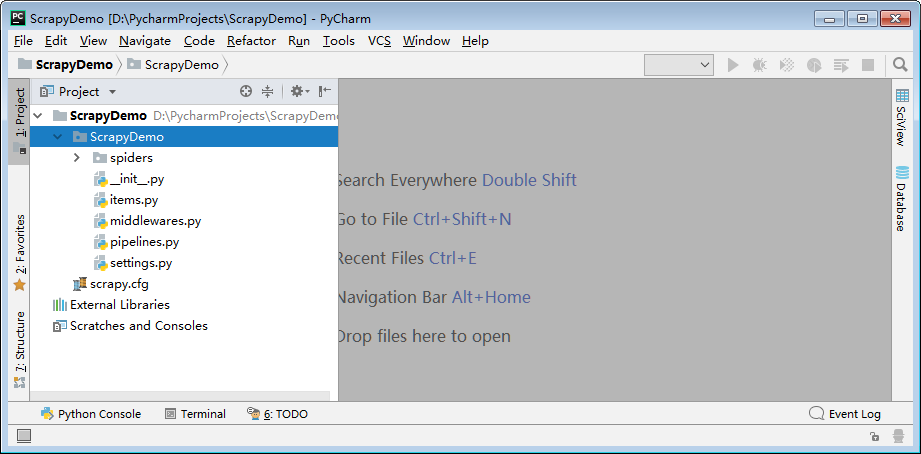 PC ScrapyDemo [D:\PycharmProjects\ScrapyDemo] - PyCharm
File Edit View Navigate Code Refactor Run Tools VCS Window Help
ScrapyDemo ScrapyDemo
1: Project
Project
ScrapyDemo D:\PycharmProjects\ScrapyDemo
ScrapyDemo
spiders
__init__.py
items.py
middlewares.py
pipelines.py
settings.py
scrapy.cfg
External Libraries
Scratches and Consoles
2: Favorites
7: Structure
Search Everywhere Double Shift
Go to File Ctrl+Shift+N
Recent Files Ctrl+E
Navigation Bar Alt+Home
Drop files here to open
SciView
Database
Python Console Terminal 6: TODO Event Log